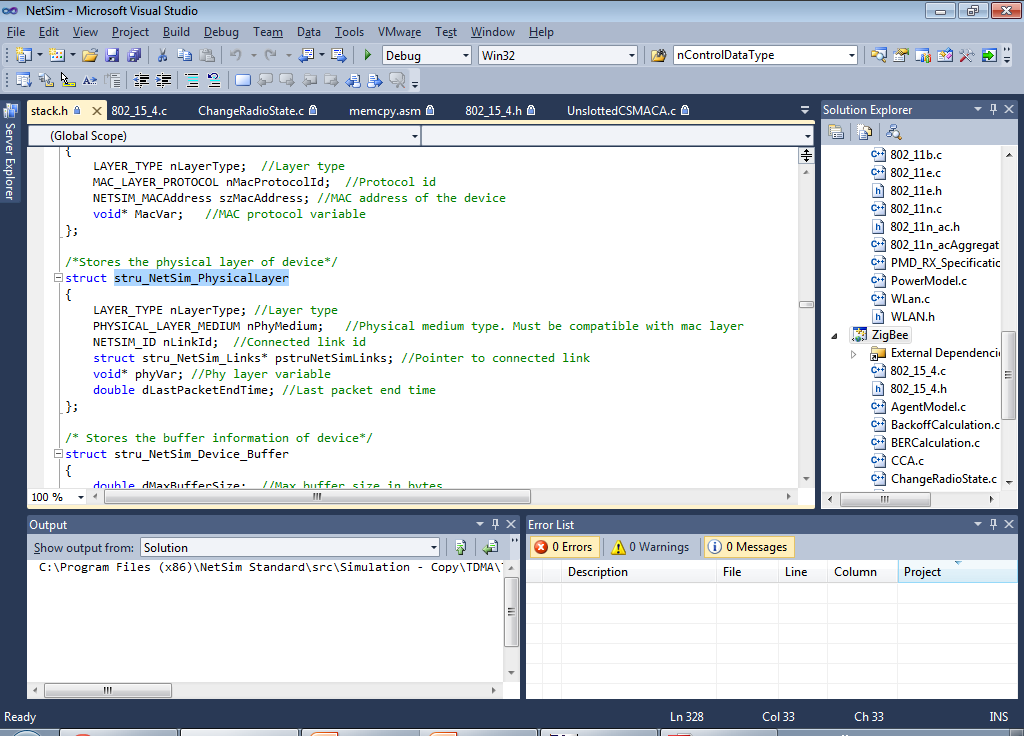 NetSim - Microsoft Visual Studio
File Edit View Project Build Debug Team Data Tools VMware Test Window Help
Debug Win32 nControlDataType
stack.h 802_15_4.c ChangeRadioState.c memcpy.asm 802_15_4.h UnslottedCSMACA.c
Server Explorer
(Global Scope)
{
LAYER_TYPE nLayerType; //Layer type
MAC_LAYER_PROTOCOL nMacProtocolId; //Protocol id
NETSIM_MACAddress szMacAddress; //MAC address of the device
void* MacVar; //MAC protocol variable
};
/*Stores the physical layer of device*/
struct stru_NetSim_PhysicalLayer
{
LAYER_TYPE nLayerType; //Layer type
PHYSICAL_LAYER_MEDIUM nPhyMedium; //Physical medium type. Must be compatible with mac layer
NETSIM_ID nLinkId; //Connected link id
struct stru_NetSim_Links* pstruNetSimLinks; //Pointer to connected link
void* phyVar; //Phy layer variable
double dLastPacketEndTime; //Last packet end time
};
/* Stores the buffer information of device*/
struct stru_NetSim_Device_Buffer
{
double dMaxBufferSize; //Max buffer size in bytes
100 %
Solution Explorer
802_11b.c
802_11e.c
802_11e.h
802_11n.c
802_11n_ac.h
802_11n_acAggregat
PMD_RX_Specificatio
PowerModel.c
WLan.c
WLAN.h
ZigBee
External Dependenci
802_15_4.c
802_15_4.h
AgentModel.c
BackoffCalculation.c
BERCalculation.c
CCA.c
ChangeRadioState.c
Output
Show output from: Solution
C:\Program Files (x86)\NetSim Standard\src\Simulation - Copy\TDMA\
Error List
0 Errors 0 Warnings 0 Messages
Description File Line Column Project
Ready Ln 328 Col 33 Ch 33 INS